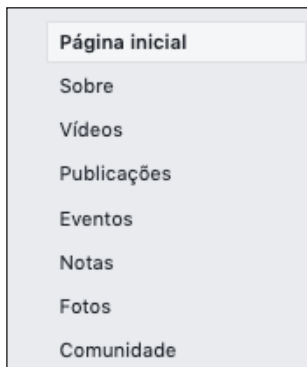 Página inicial
Sobre
Vídeos
Publicações
Eventos
Notas
Fotos
Comunidade